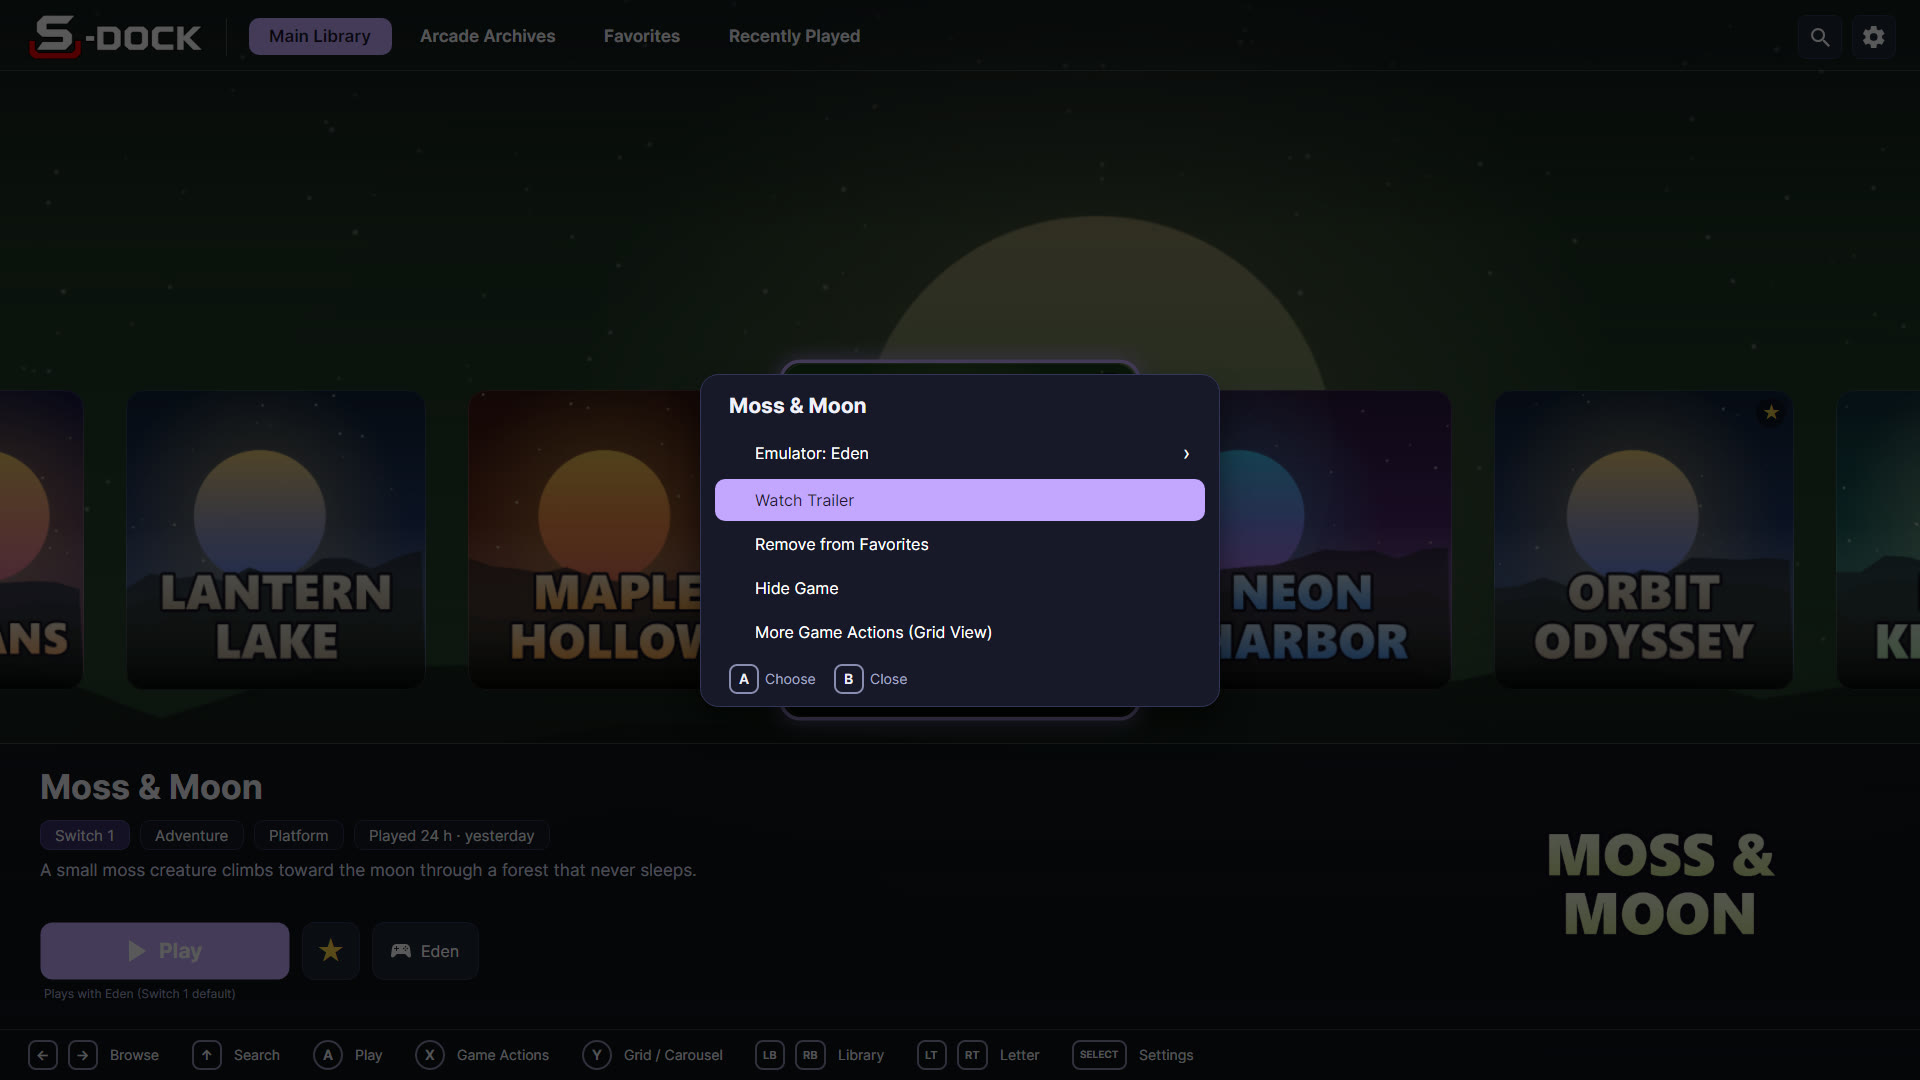 S-DOCK
Main Library
Arcade Archives
Favorites
Recently Played
ANS
LANTERN
LAKE
MAPLE
HOLLOW
NEON
HARBOR
ORBIT
ODYSSEY
Moss & Moon
Emulator: Eden
Watch Trailer
Remove from Favorites
Hide Game
More Game Actions (Grid View)
A Choose B Close
Moss & Moon
Switch 1
Adventure
Platform
Played 24 h · yesterday
A small moss creature climbs toward the moon through a forest that never sleeps.
Play
Eden
Plays with Eden (Switch 1 default)
MOSS &
MOON
Browse
Search
A Play
X Game Actions
Y Grid / Carousel
LB RB Library
LT RT Letter
SELECT Settings